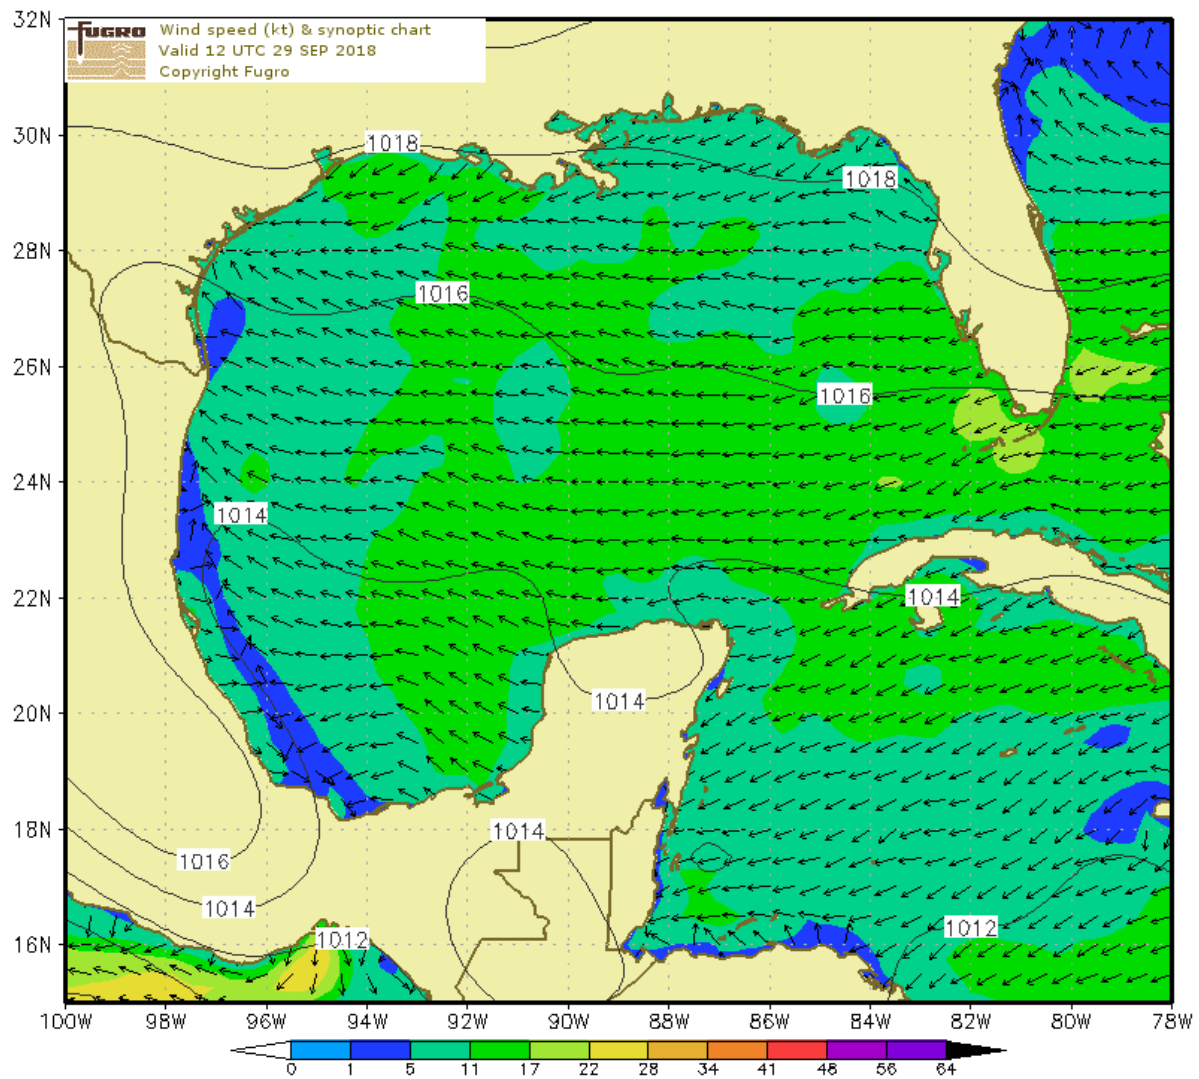 32N
FUGRO
Wind speed (kt) & synoptic chart
Valid 12 UTC 29 SEP 2018
Copyright Fugro
30N
1018
1018
28N
1016
26N
1016
24N
1014
22N
1014
20N
1014
18N
1014
1016
1014
16N
1012
1012
100W 98W 96W 94W 92W 90W 88W 86W 84W 82W 80W 78W
0 1 5 11 17 22 28 34 41 48 56 64